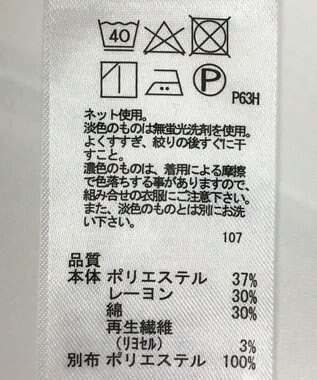 40
P
P63H
ネット使用。
淡色のものは無蛍光洗剤を使用。
よくすすぎ、絞りの後すぐに干
すこと。
濃色のものは、着用による摩擦
で色落ちする事がありますので、
組み合せの衣服にご注意下さい。
また、淡色のものとは別にお洗
い下さい。
107
品質
本体 ポリエステル 37%
レーヨン 30%
綿 30%
再生繊維
(リヨセル) 3%
別布 ポリエステル 100%